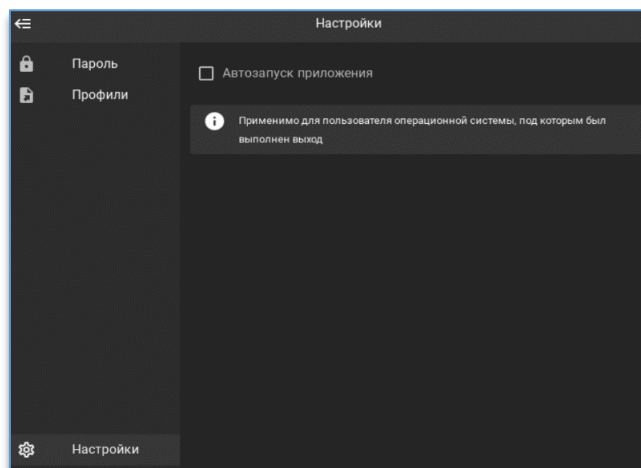 Настройки
Пароль
Профили
Автозапуск приложения
Применимо для пользователя операционной системы, под которым был
выполнен выход
Настройки